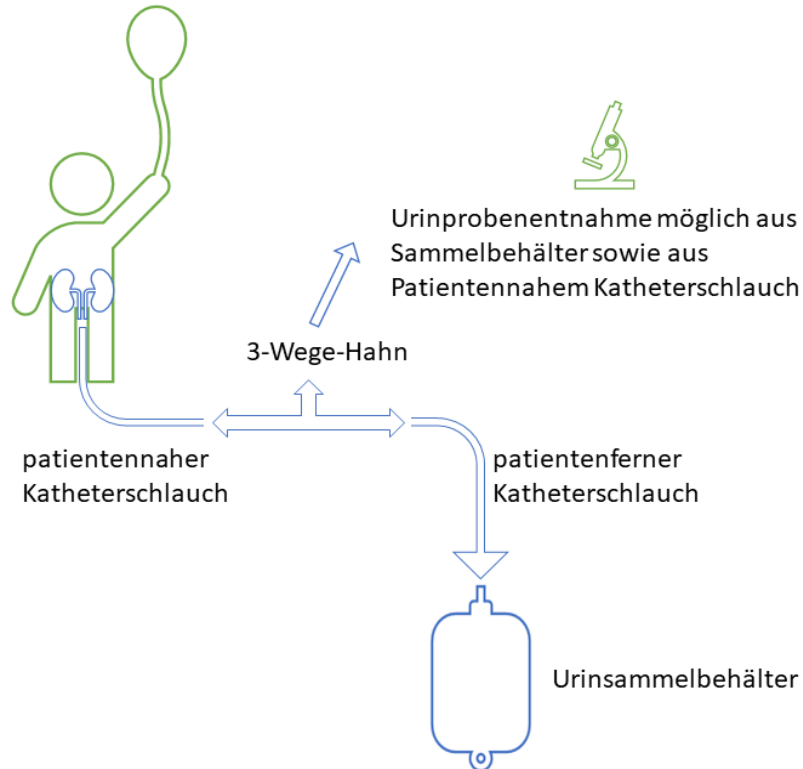 Urinprobenentnahme möglich aus
Sammelbehälter sowie aus
Patientennahem Katheterschlauch
3-Wege-Hahn
patientennaher
Katheterschlauch
patientenferner
Katheterschlauch
Urinsammelbehälter